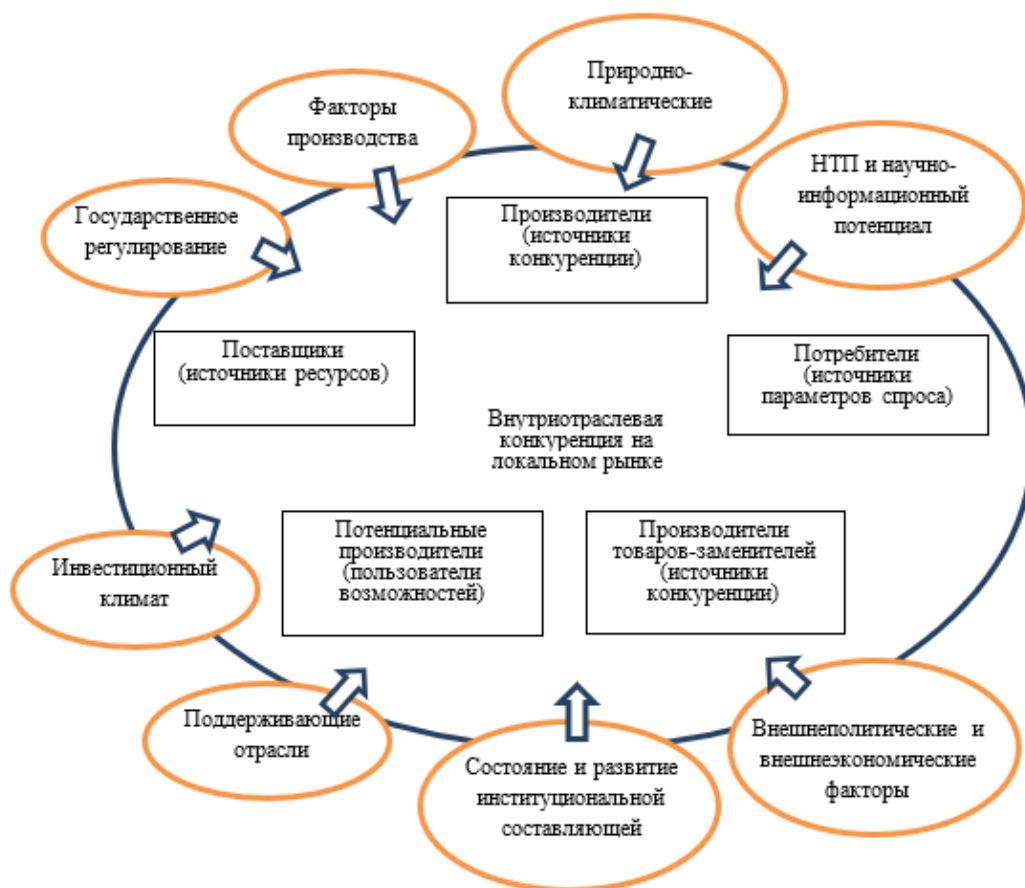 Природно-
климатические
Факторы
производства
НТП и научно-
информационный
потенциал
Государственное
регулирование
Производители
(источники
конкуренции)
Поставщики
(источники ресурсов)
Потребители
(источники
параметров спроса)
Внутриотраслевая
конкуренция на
локальном рынке
Потенциальные
производители
(пользователи
возможностей)
Производители
товаров-заменителей
(источники
конкуренции)
Инвестиционный
климат
Поддерживающие
отрасли
Состояние и развитие
институциональной
составляющей
Внешнеполитические и
внешнеэкономические
факторы